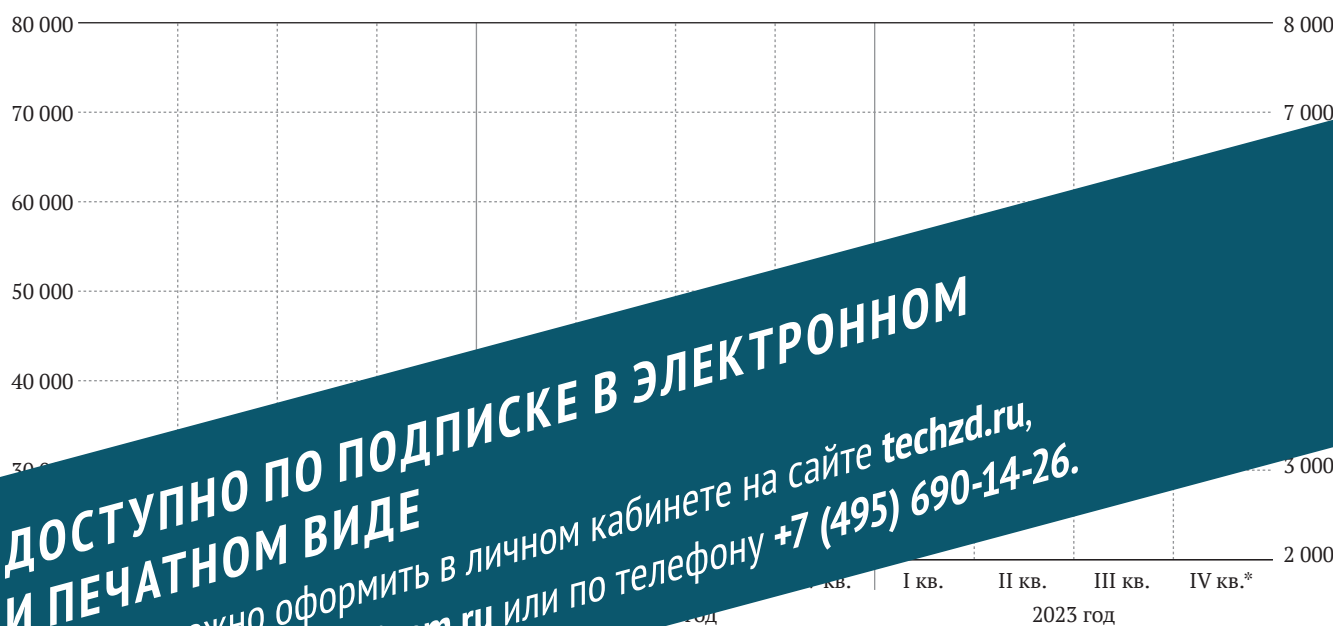 80 000
8 000
70 000
7 000
60 000
50 000
40 000
3 000
2 000
ДОСТУПНО ПО ПОДПИСКЕ В ЭЛЕКТРОННОМ
И ПЕЧАТНОМ ВИДЕ
оформить в личном кабинете на сайте techzd.ru,
или по телефону +7 (495) 690-14-26.
кв. I кв. II кв. III кв. IV кв.*
2023 год